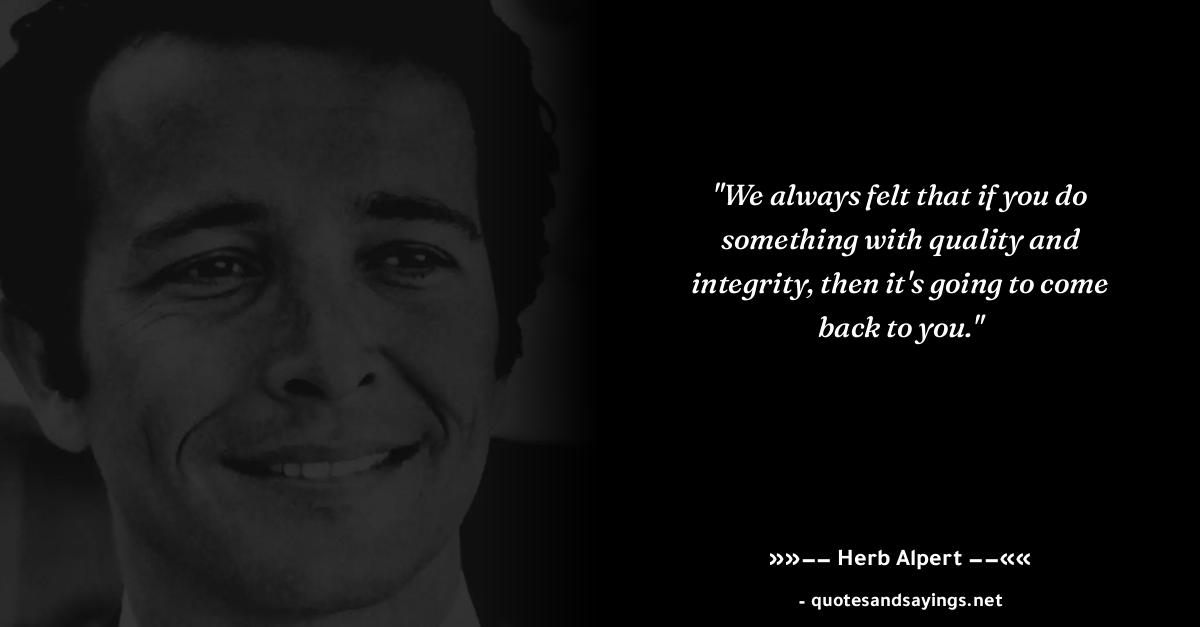 "We always felt that if you do
something with quality and
integrity, then it's going to come
back to you."
»»–– Herb Alpert ––««
- quotesandsayings.net